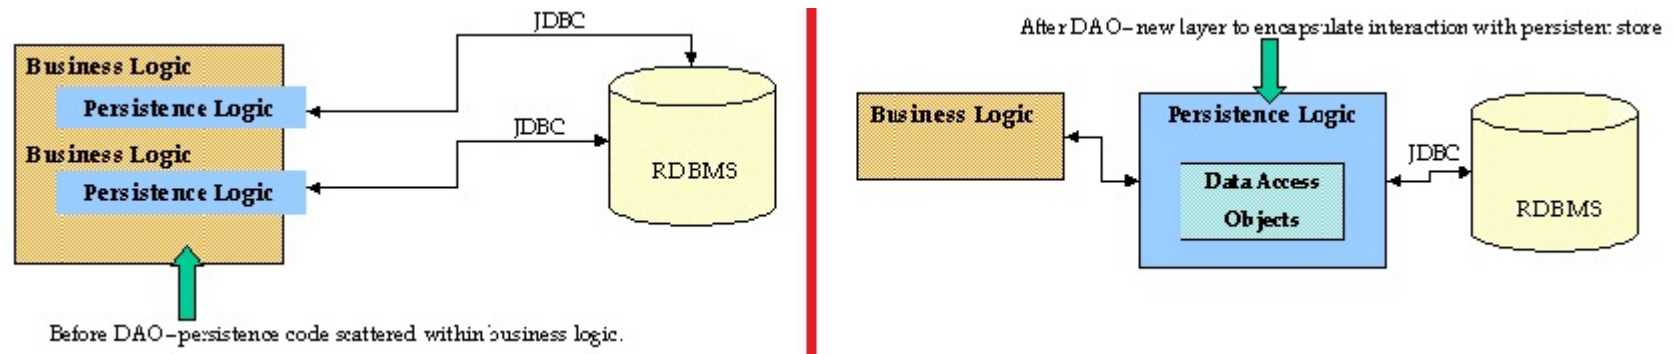 JDBC
Business Logic
Persistence Logic
JDBC
Business Logic
Persistence Logic
RDBMS
Before DAO–persistence code scattered within business logic.
After DAO–new layer to encapsulate interaction with persistent store
Business Logic
Persistence Logic
Data Access
Objects
JDBC
RDBMS